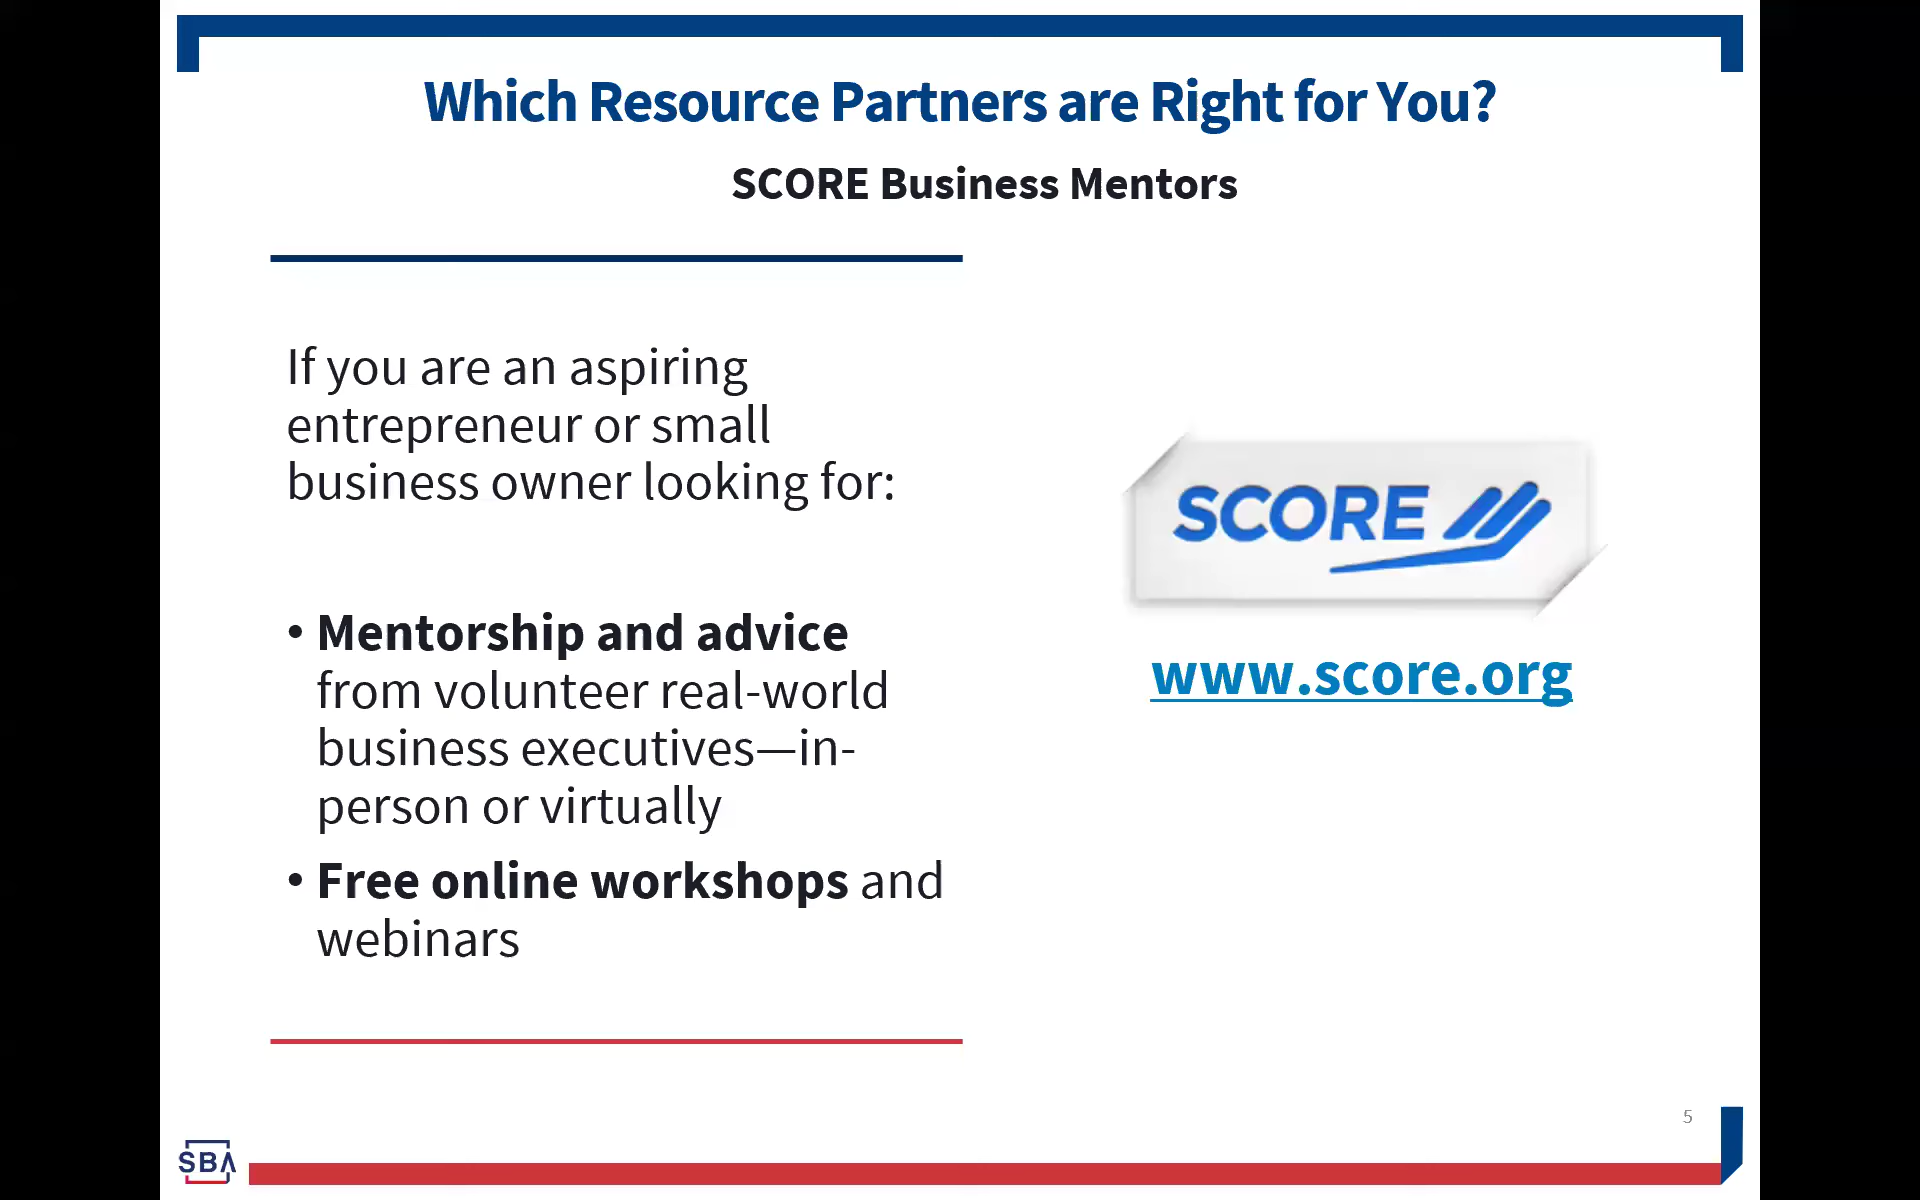 Which Resource Partners are Right for You?
SCORE Business Mentors
If you are an aspiring
entrepreneur or small
business owner looking for:
• Mentorship and advice
from volunteer real-world
business executives—in-
person or virtually
• Free online workshops and
webinars
SCORE
www.score.org
5
SBA